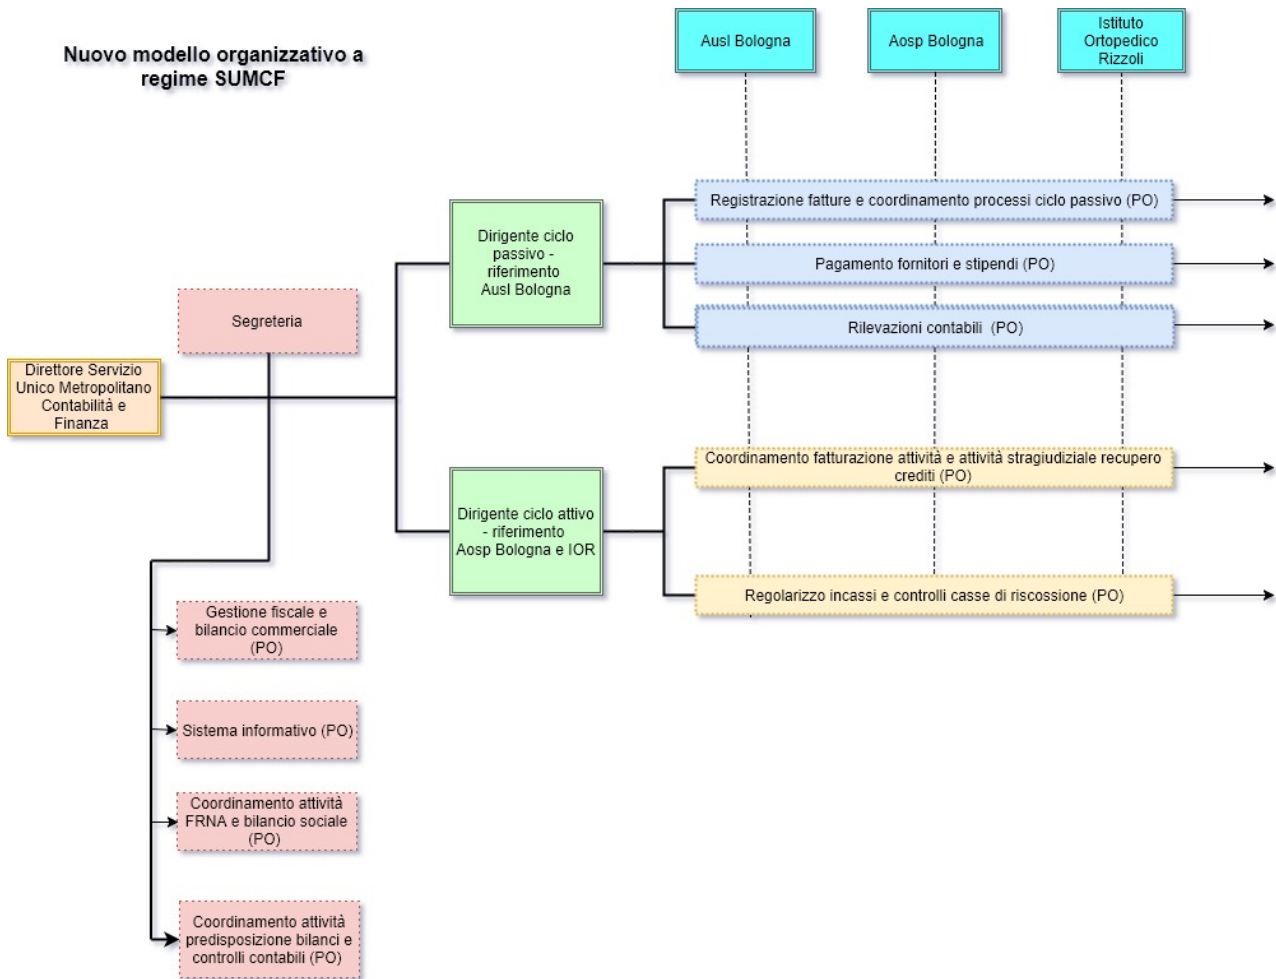 Nuovo modello organizzativo a
regime SUMCF
Ausl Bologna
Aosp Bologna
Istituto
Ortopedico
Rizzoli
Registrazione fatture e coordinamento processi ciclo passivo (PO)
Dirigente ciclo
passivo -
riferimento
Ausl Bologna
Pagamento fornitori e stipendi (PO)
Segreteria
Rilevazioni contabili (PO)
Direttore Servizio
Unico Metropolitano
Contabilità e
Finanza
Coordinamento fatturazione attività e attività stragiudiziale recupero
crediti (PO)
Dirigente ciclo attivo
- riferimento
Aosp Bologna e IOR
Regolarizzo incassi e controlli casse di riscossione (PO)
Gestione fiscale e
bilancio commerciale
(PO)
Sistema informativo (PO)
Coordinamento attività
FRNA e bilancio sociale
(PO)
Coordinamento attività
predisposizione bilanci e
controlli contabili (PO)